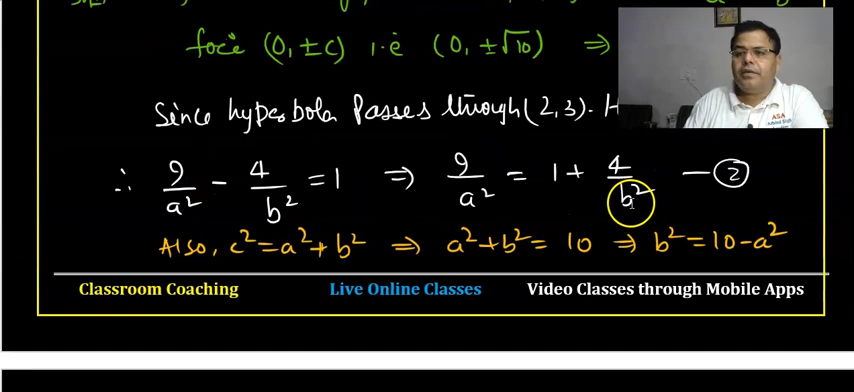 foci (0, ±c) i.e (0, ±√10) ⇒
Since hyperbola Passes through (2, 3). H
∴ 9/a² - 4/b² = 1 ⇒ 9/a² = 1 + 4/b² — ②
Also, c² = a² + b² ⇒ a² + b² = 10 ⇒ b² = 10 - a²
Classroom Coaching Live Online Classes Video Classes through Mobile Apps
ASA